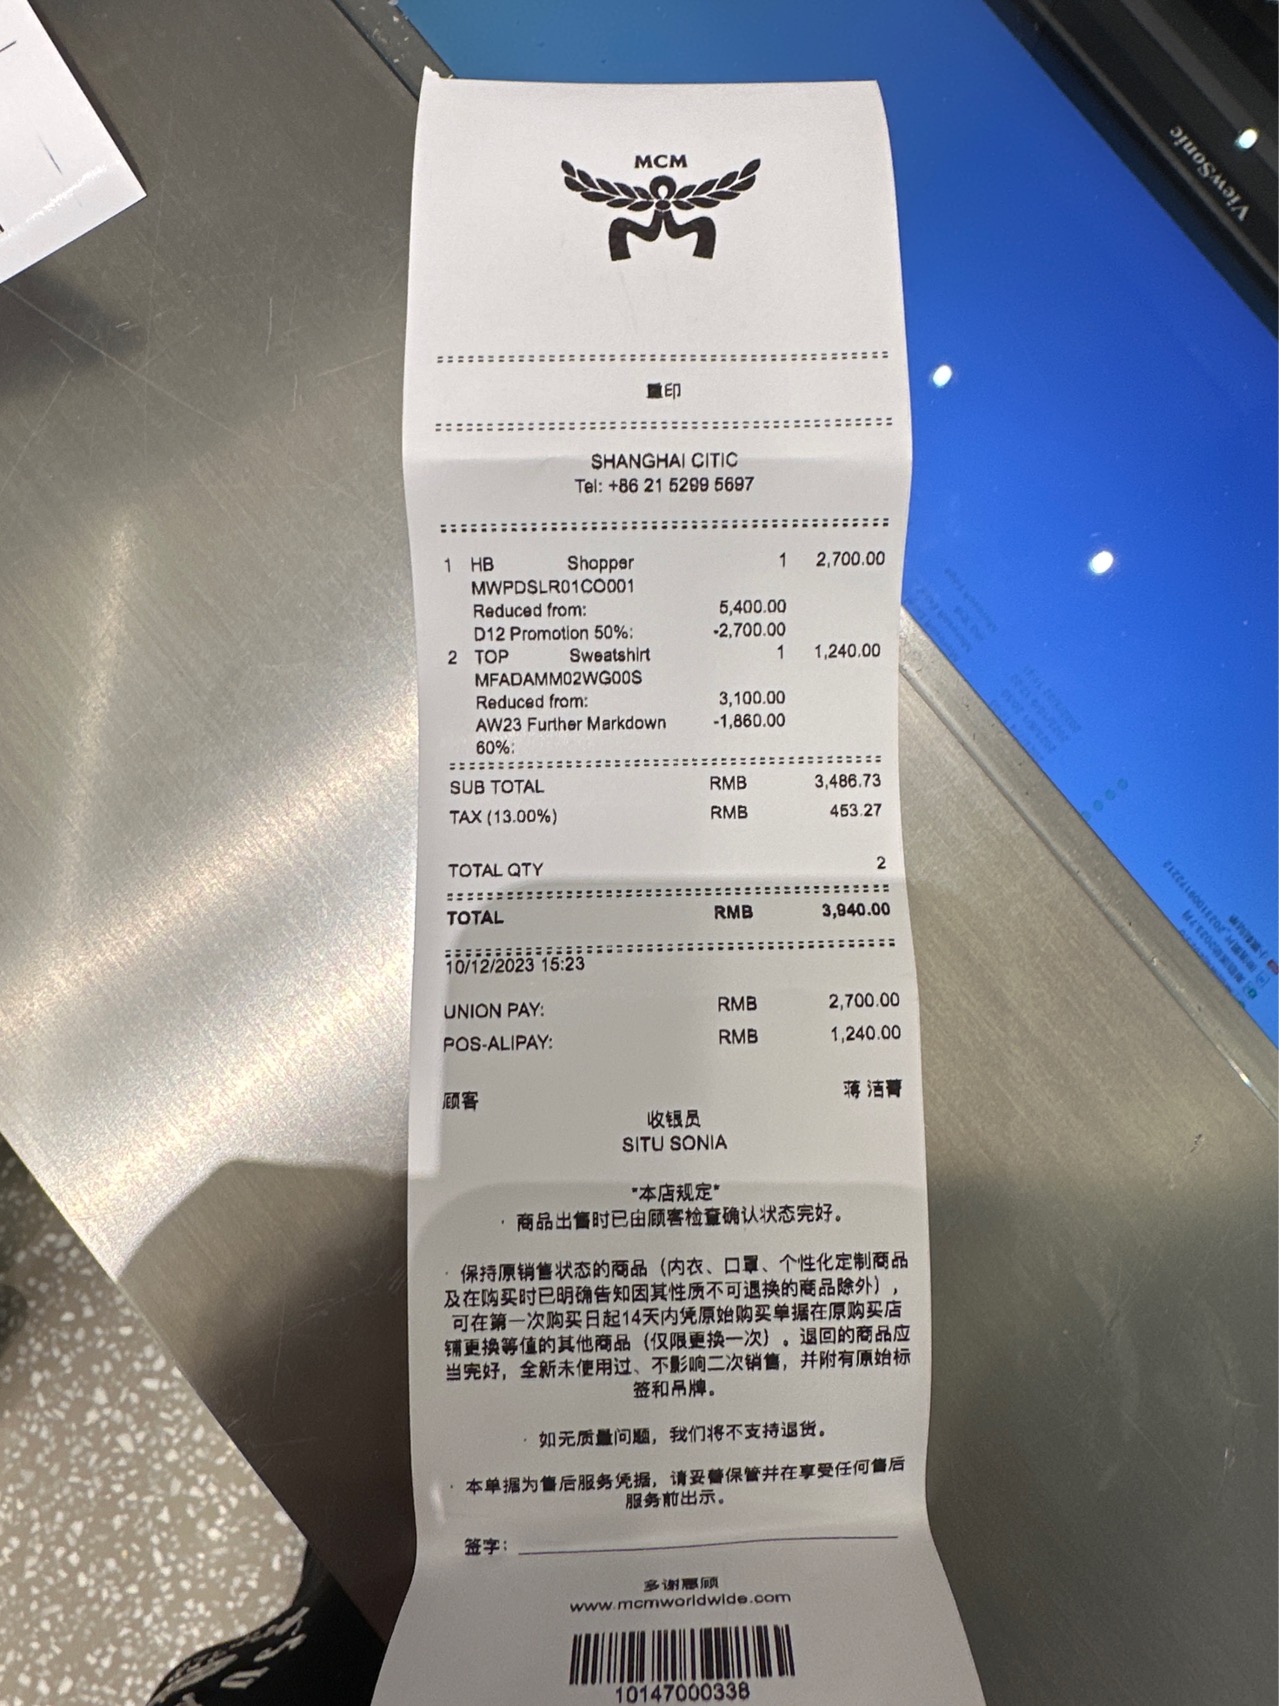 MCM
ViewSonic
重印
SHANGHAI CITIC
Tel: +86 21 5299 5697
1 HB Shopper 1 2,700.00
MWPDSLR01CO001
Reduced from: 5,400.00
D12 Promotion 50%: -2,700.00
2 TOP Sweatshirt 1 1,240.00
MFADAMM02WG00S
Reduced from: 3,100.00
AW23 Further Markdown -1,860.00
60%:
SUB TOTAL RMB 3,486.73
TAX (13.00%) RMB 453.27
TOTAL QTY 2
TOTAL RMB 3,940.00
10/12/2023 15:23
UNION PAY: RMB 2,700.00
POS-ALIPAY: RMB 1,240.00
顾客 蒋 洁菁
收银员
SITU SONIA
"本店规定"
· 商品出售时已由顾客检查确认状态完好。
· 保持原销售状态的商品（内衣、口罩、个性化定制商品
及在购买时已明确告知因其性质不可退换的商品除外），
可在第一次购买日起14天内凭原始购买单据在原购买店
铺更换等值的其他商品（仅限更换一次）。退回的商品应
当完好，全新未使用过、不影响二次销售，并附有原始标
签和吊牌。
· 如无质量问题，我们将不支持退货。
· 本单据为售后服务凭据，请妥善保管并在享受任何售后
服务前出示。
签字：
多谢惠顾
www.mcmworldwide.com
10147000338